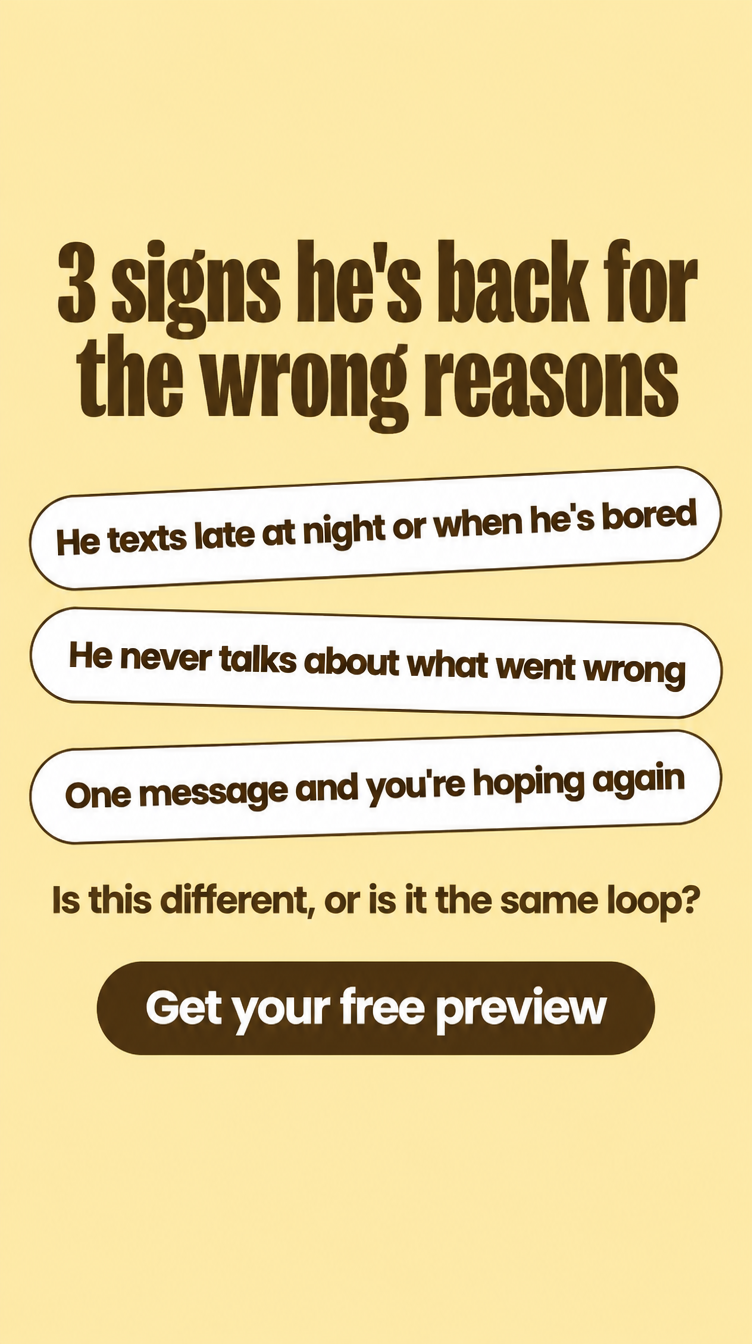 3 signs he's back for
the wrong reasons
He texts late at night or when he's bored
He never talks about what went wrong
One message and you're hoping again
Is this different, or is it the same loop?
Get your free preview